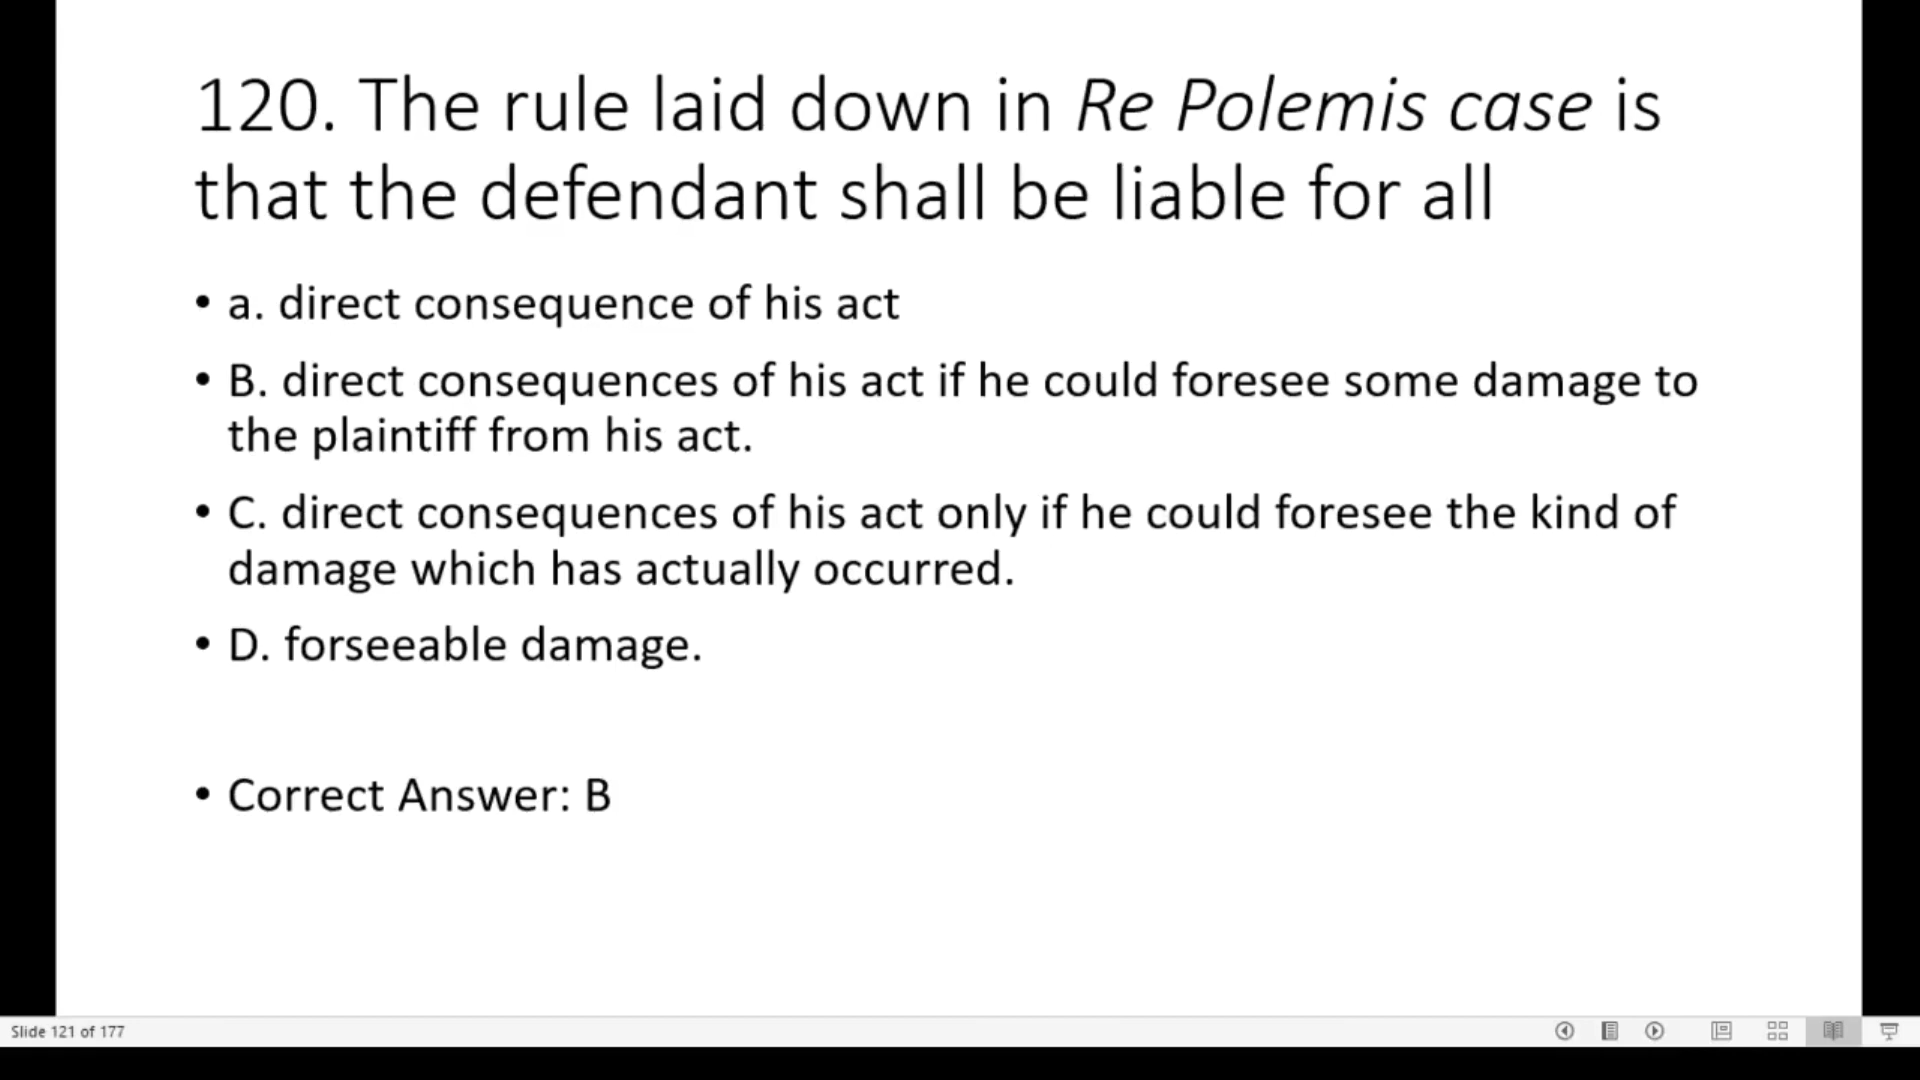 120. The rule laid down in Re Polemis case is
that the defendant shall be liable for all
• a. direct consequence of his act
• B. direct consequences of his act if he could foresee some damage to
the plaintiff from his act.
• C. direct consequences of his act only if he could foresee the kind of
damage which has actually occurred.
• D. forseeable damage.
• Correct Answer: B
Slide 121 of 177